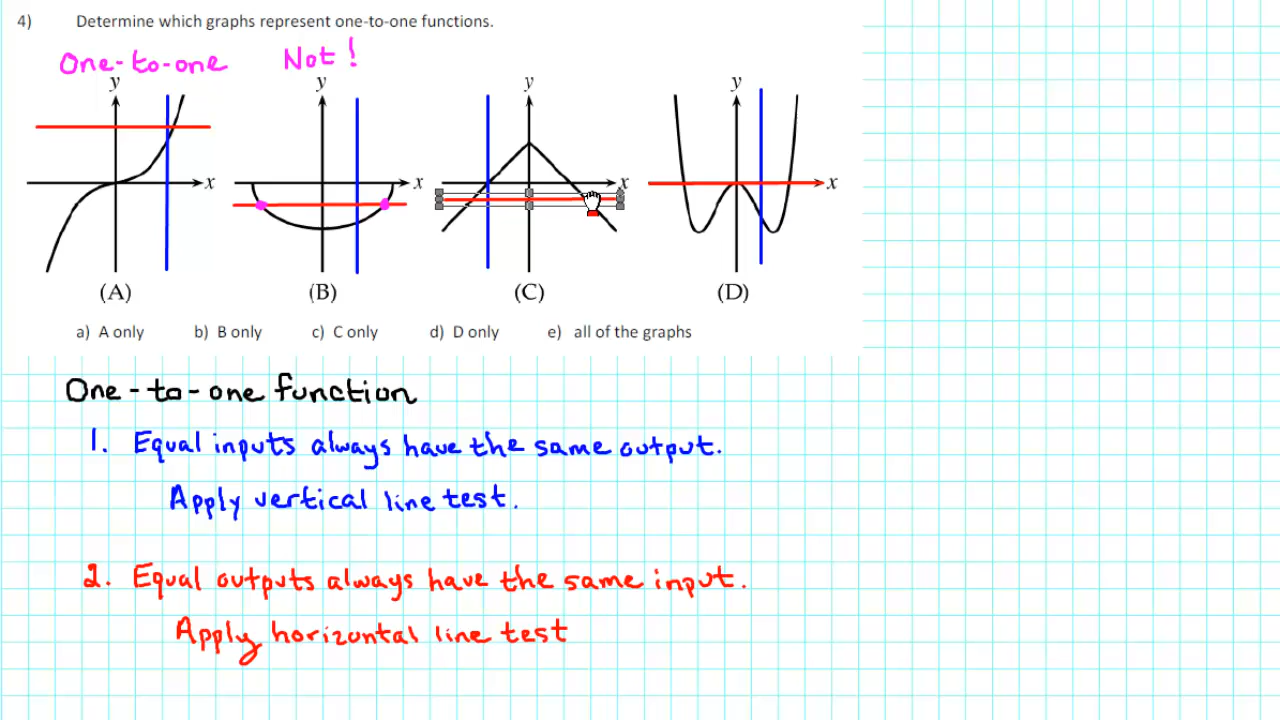 4) Determine which graphs represent one-to-one functions.
One-to-one Not!
y y y y
x x x x
(A) (B) (C) (D)
a) A only b) B only c) C only d) D only e) all of the graphs
One-to-one function
1. Equal inputs always have the same output.
Apply vertical line test.
2. Equal outputs always have the same input.
Apply horizontal line test